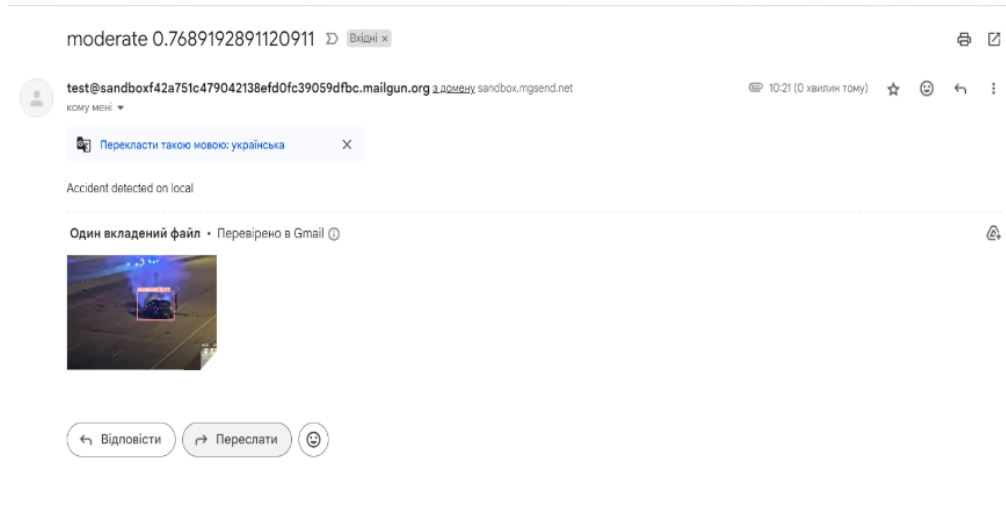 moderate 0.7689192891120911 Вхідні ×
test@sandboxf42a751c479042138efd0fc39059dfbc.mailgun.org з домену sandbox.mgsend.net 10:21 (0 хвилин тому)
кому мені
Перекласти такою мовою: українська
Accident detected on local
Один вкладений файл • Перевірено в Gmail
Відповісти Переслати